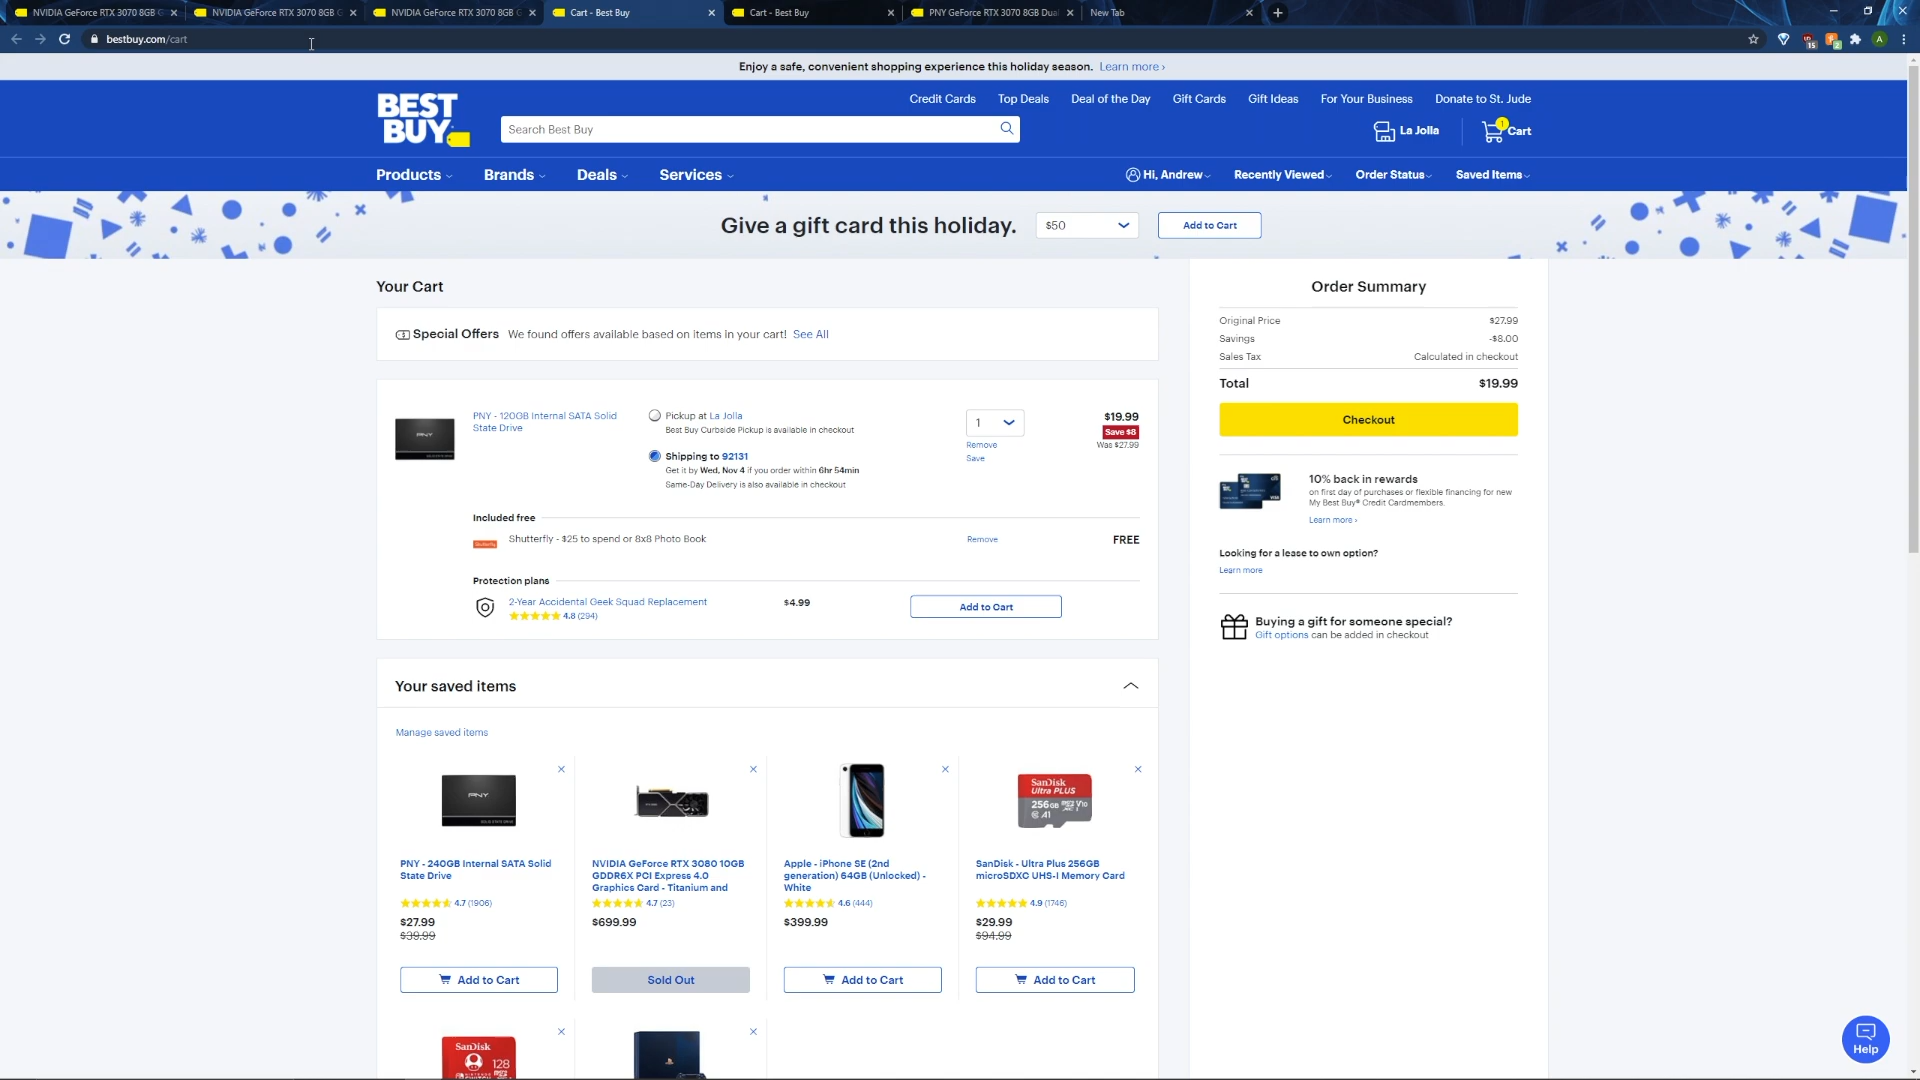 NVIDIA GeForce RTX 3070 8GB G
NVIDIA GeForce RTX 3070 8GB G
NVIDIA GeForce RTX 3070 8GB G
Cart - Best Buy
Cart - Best Buy
PNY GeForce RTX 3070 8GB Dual
New Tab
bestbuy.com/cart
15
2
A
Enjoy a safe, convenient shopping experience this holiday season. Learn more ›
BEST BUY
Credit Cards
Top Deals
Deal of the Day
Gift Cards
Gift Ideas
For Your Business
Donate to St. Jude
Search Best Buy
La Jolla
1
Cart
Products
Brands
Deals
Services
Hi, Andrew
Recently Viewed
Order Status
Saved Items
Give a gift card this holiday.
$50
Add to Cart
Your Cart
Special Offers We found offers available based on items in your cart! See All
PNY
PNY - 120GB Internal SATA Solid
State Drive
Pickup at La Jolla
Best Buy Curbside Pickup is available in checkout
Shipping to 92131
Get it by Wed, Nov 4 if you order within 6hr 54min
Same-Day Delivery is also available in checkout
1
Remove
Save
$19.99
Save $8
Was $27.99
Included free
Shutterfly - $25 to spend or 8x8 Photo Book
Remove
FREE
Protection plans
2-Year Accidental Geek Squad Replacement
4.8 (294)
$4.99
Add to Cart
Order Summary
Original Price $27.99
Savings -$8.00
Sales Tax Calculated in checkout
Total $19.99
Checkout
10% back in rewards
on first day of purchases or flexible financing for new
My Best Buy® Credit Cardmembers.
Learn more ›
Looking for a lease to own option?
Learn more
Buying a gift for someone special?
Gift options can be added in checkout
Your saved items
Manage saved items
PNY
PNY - 240GB Internal SATA Solid
State Drive
4.7 (1906)
$27.99
$39.99
Add to Cart
NVIDIA GeForce RTX 3080 10GB
GDDR6X PCI Express 4.0
Graphics Card - Titanium and
4.7 (23)
$699.99
Sold Out
Apple - iPhone SE (2nd
generation) 64GB (Unlocked) -
White
4.6 (444)
$399.99
Add to Cart
SanDisk
Ultra PLUS
256GB
A1
V10
SanDisk - Ultra Plus 256GB
microSDXC UHS-I Memory Card
4.9 (1746)
$29.99
$94.99
Add to Cart
SanDisk
128
Help